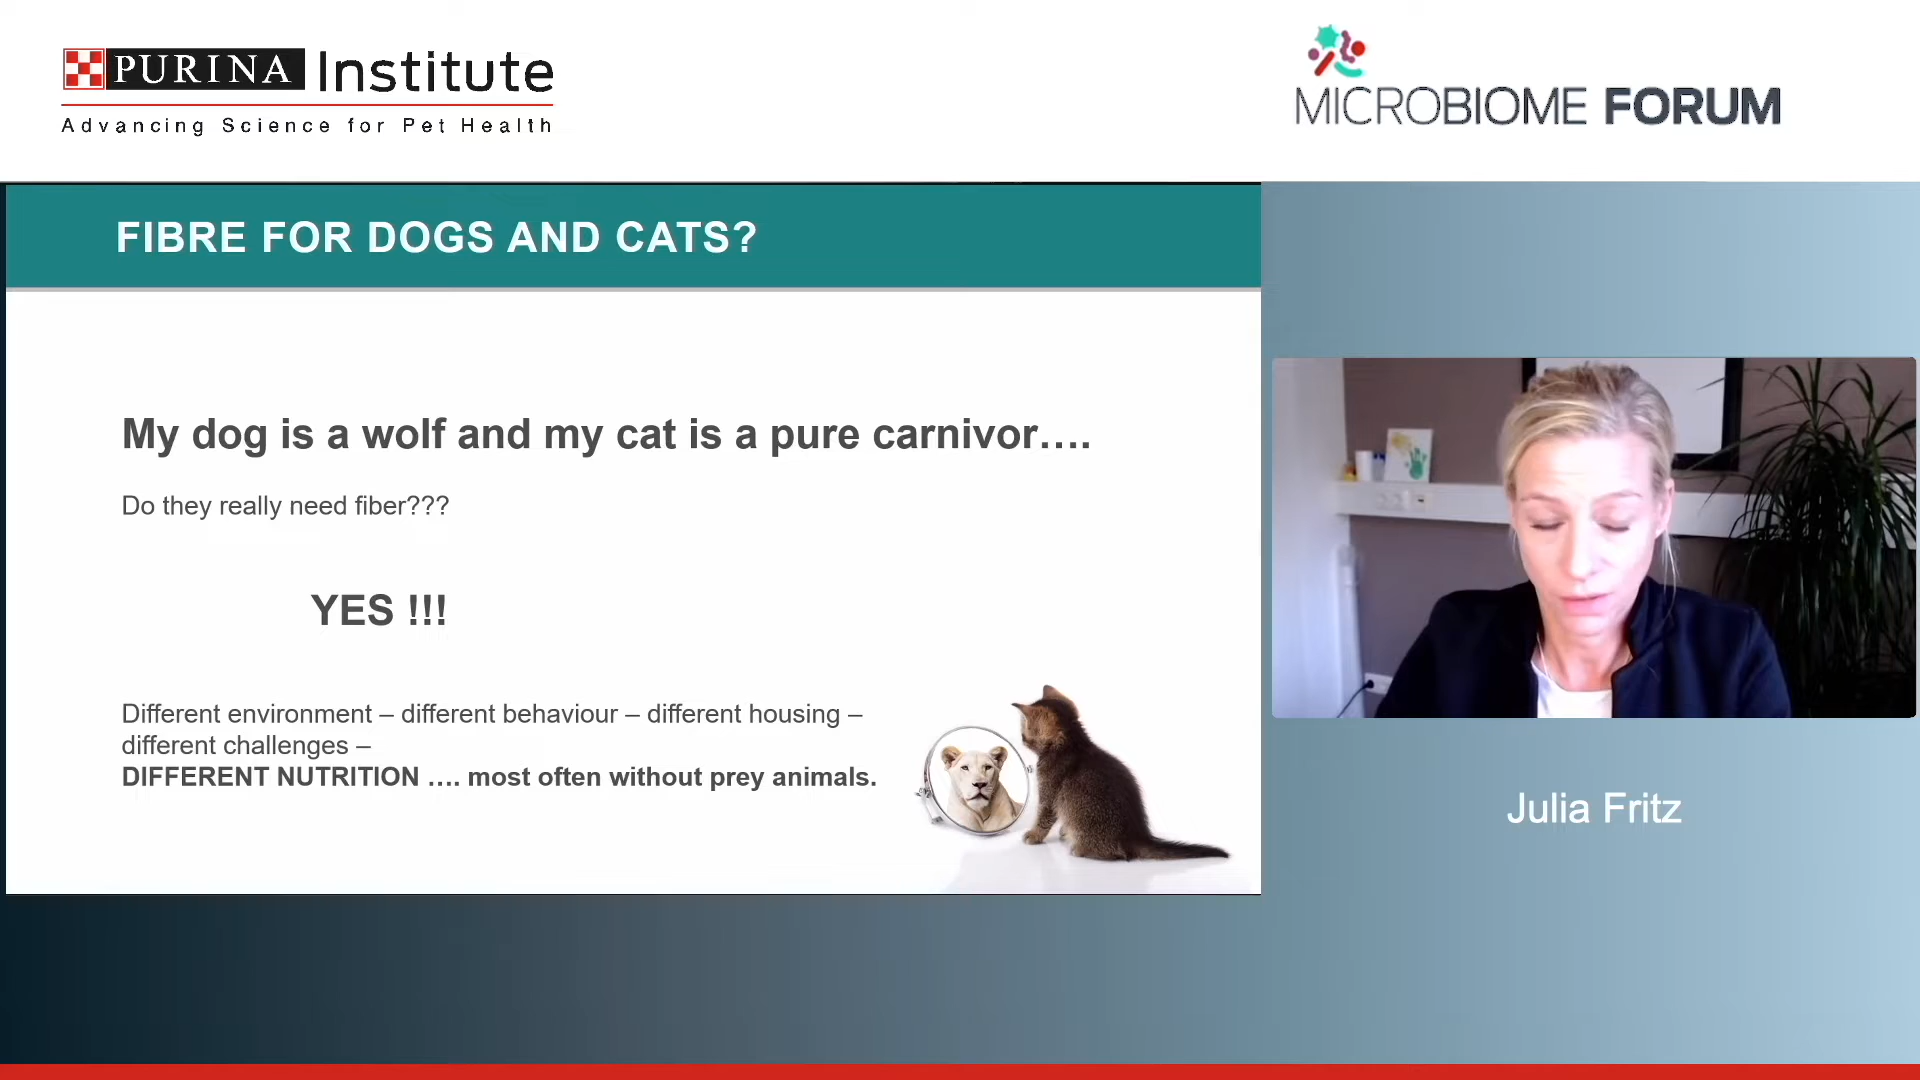 PURINA Institute
Advancing Science for Pet Health
MICROBIOME FORUM
FIBRE FOR DOGS AND CATS?
My dog is a wolf and my cat is a pure carnivor....
Do they really need fiber???
YES !!!
Different environment – different behaviour – different housing –
different challenges –
DIFFERENT NUTRITION .... most often without prey animals.
Julia Fritz